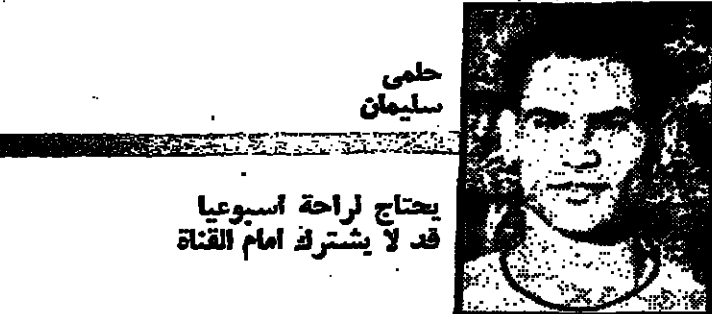 حلمى
سليمان
يحتاج لراحة اسبوعيا
قد لا يشترك امام القناة